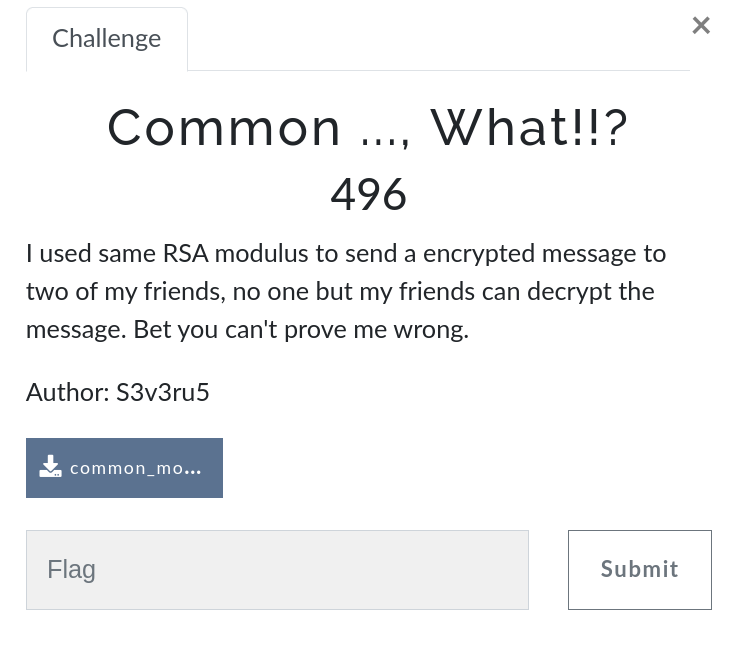 Challenge
×
Common ..., What!!?
496
I used same RSA modulus to send a encrypted message to
two of my friends, no one but my friends can decrypt the
message. Bet you can't prove me wrong.
Author: S3v3ru5
common_mo...
Flag
Submit